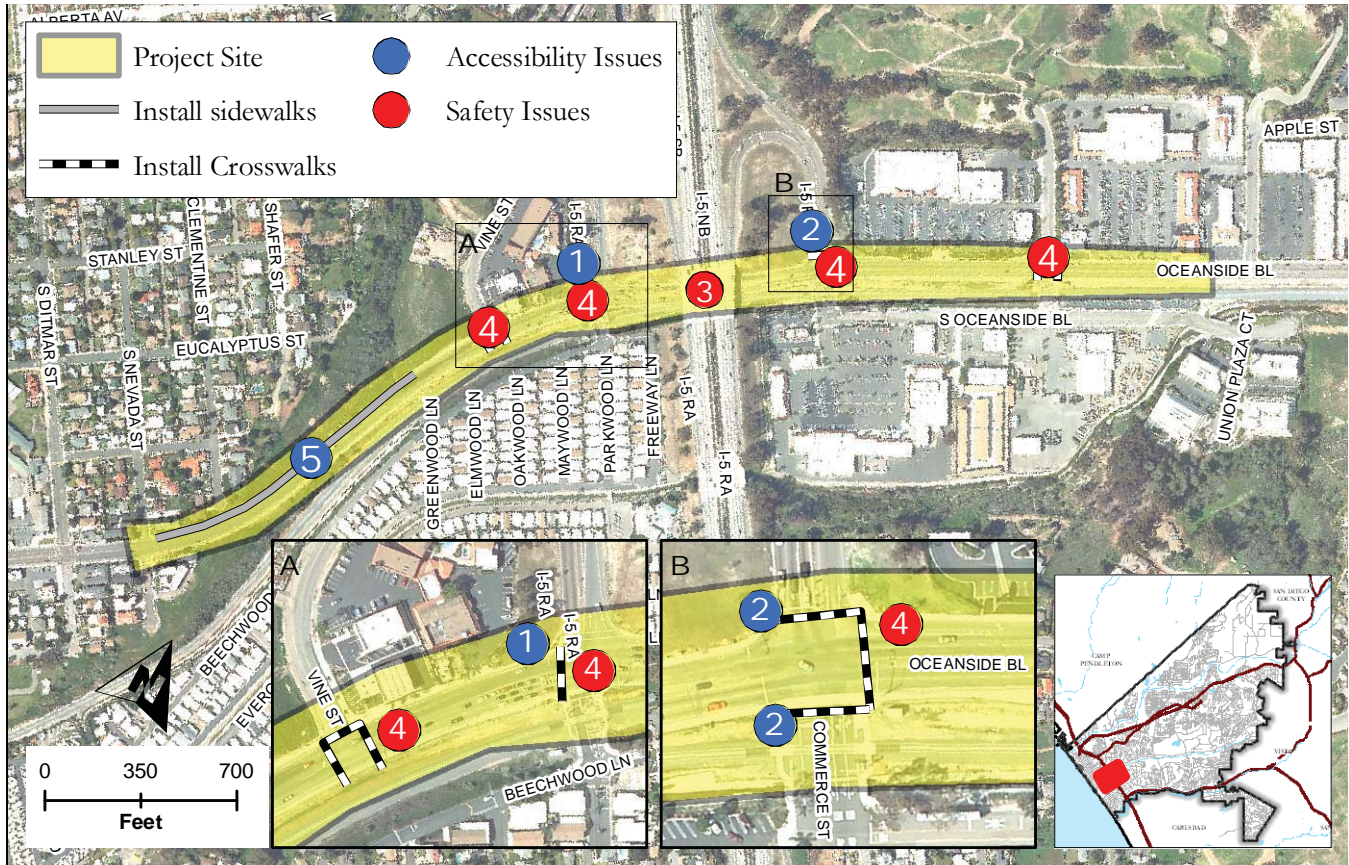 ALBERTA AV
Project Site
Accessibility Issues
Install sidewalks
Safety Issues
Install Crosswalks
APPLE ST
CLEMENTINE ST
SHAFER ST
STANLEY ST
S DITMAR ST
S NEVADA ST
EUCALYPTUS ST
A
VINE ST
I-5 RA
1
4
4
I-5 NB
3
B
2
4
4
OCEANSIDE BL
S OCEANSIDE BL
UNION PLAZA CT
5
GREENWOOD LN
ELMWOOD LN
OAKWOOD LN
MAYWOOD LN
PARKWOOD LN
FREEWAY LN
I-5 RA
I-5 RA
BEECHWOOD
EVERG
N
0 350 700
Feet
A
I-5 RA
I-5 RA
1
4
VINE ST
4
BEECHWOOD LN
B
2
4
OCEANSIDE BL
2
COMMERCE ST
SAN DIEGO
COUNTY
CAMP
PENDLETON
VISTA
CARLSBAD